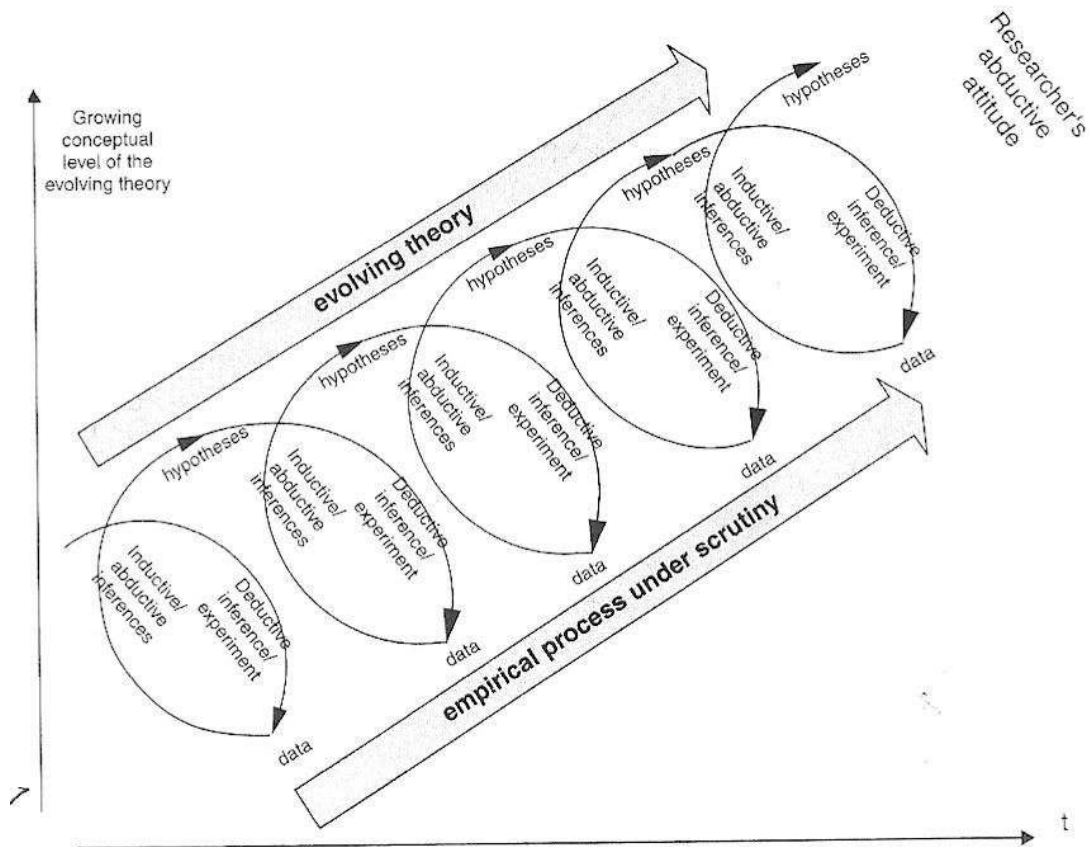 Researcher's
abductive
attitude
Growing
conceptual
level of the
evolving theory
evolving theory
hypotheses
hypotheses
hypotheses
hypotheses
hypotheses
Inductive/
abductive
inferences
Deductive
inference/
experiment
data
Inductive/
abductive
inferences
Deductive
inference/
experiment
data
Inductive/
abductive
inferences
Deductive
inference/
experiment
data
Inductive/
abductive
inferences
Deductive
inference/
experiment
data
Inductive/
abductive
inferences
Deductive
inference/
experiment
data
empirical process under scrutiny
t